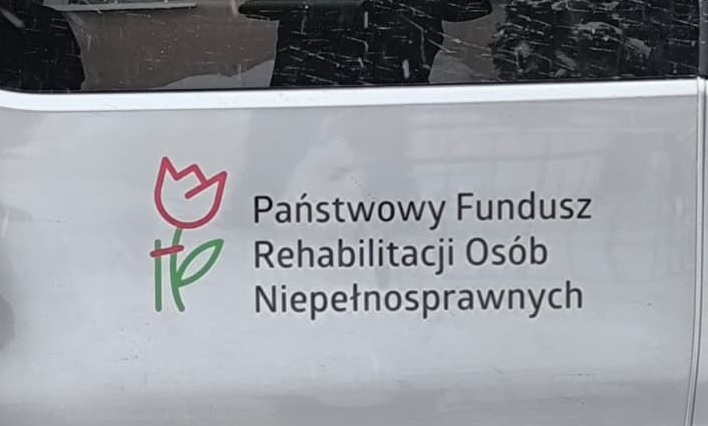 Państwowy Fundusz
Rehabilitacji Osób
Niepełnosprawnych